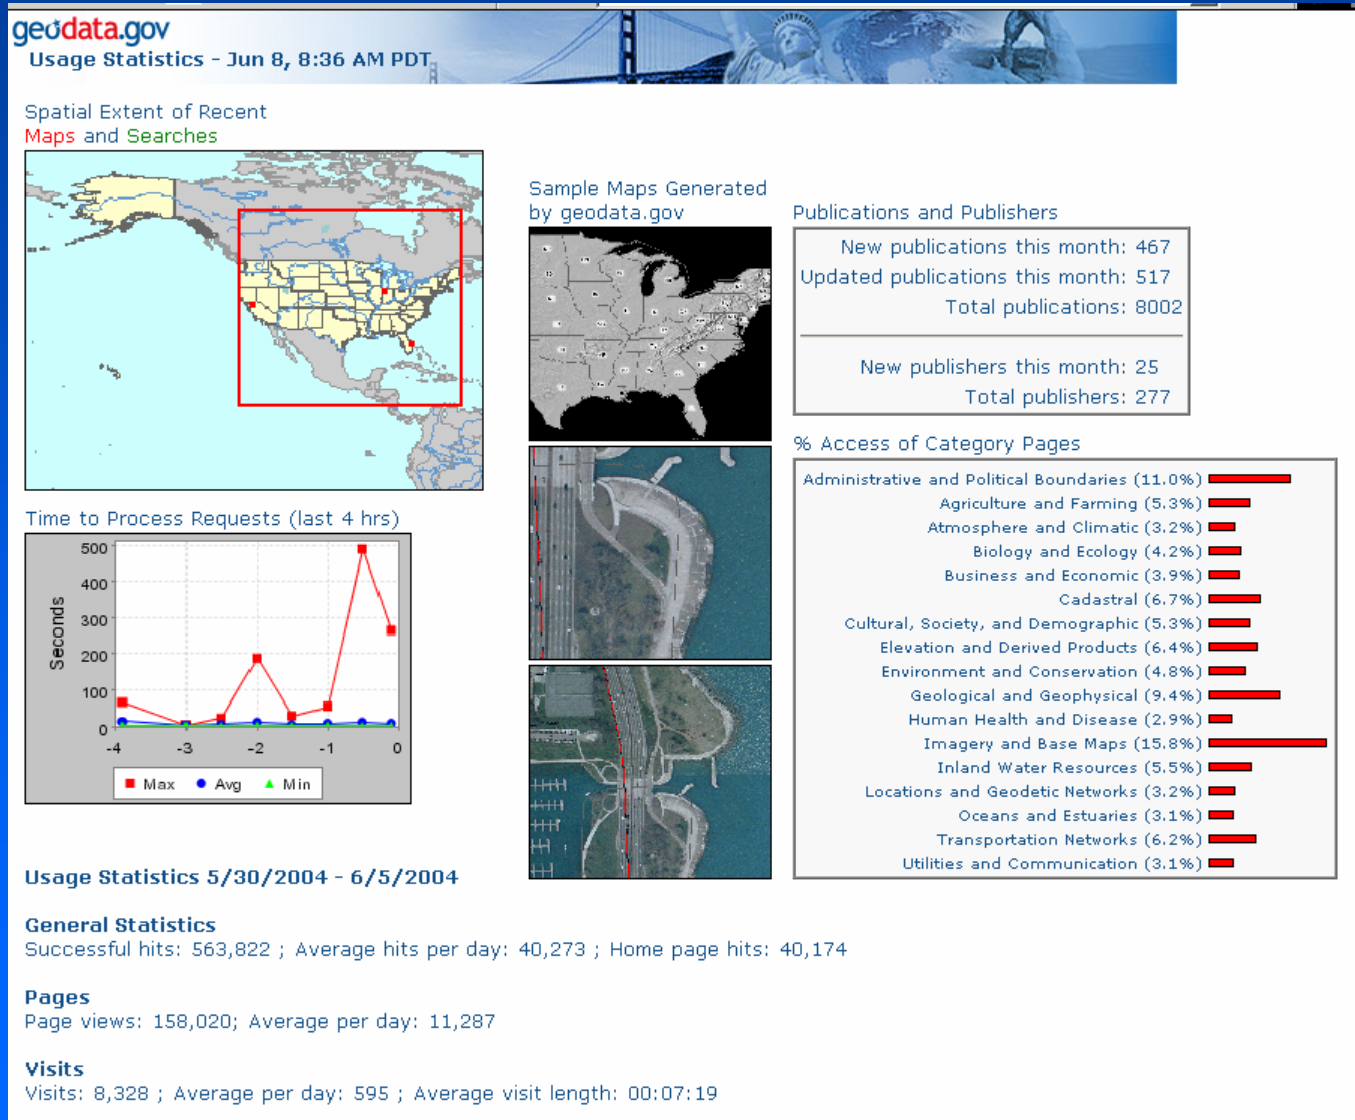 geodata.gov
Usage Statistics - Jun 8, 8:36 AM PDT
Spatial Extent of Recent
Maps and Searches
Time to Process Requests (last 4 hrs)
Seconds
500
400
300
200
100
0
-4 -3 -2 -1 0
Max Avg Min
Sample Maps Generated
by geodata.gov
Publications and Publishers
New publications this month: 467
Updated publications this month: 517
Total publications: 8002
New publishers this month: 25
Total publishers: 277
% Access of Category Pages
Administrative and Political Boundaries (11.0%)
Agriculture and Farming (5.3%)
Atmosphere and Climatic (3.2%)
Biology and Ecology (4.2%)
Business and Economic (3.9%)
Cadastral (6.7%)
Cultural, Society, and Demographic (5.3%)
Elevation and Derived Products (6.4%)
Environment and Conservation (4.8%)
Geological and Geophysical (9.4%)
Human Health and Disease (2.9%)
Imagery and Base Maps (15.8%)
Inland Water Resources (5.5%)
Locations and Geodetic Networks (3.2%)
Oceans and Estuaries (3.1%)
Transportation Networks (6.2%)
Utilities and Communication (3.1%)
Usage Statistics 5/30/2004 - 6/5/2004
General Statistics
Successful hits: 563,822 ; Average hits per day: 40,273 ; Home page hits: 40,174
Pages
Page views: 158,020; Average per day: 11,287
Visits
Visits: 8,328 ; Average per day: 595 ; Average visit length: 00:07:19